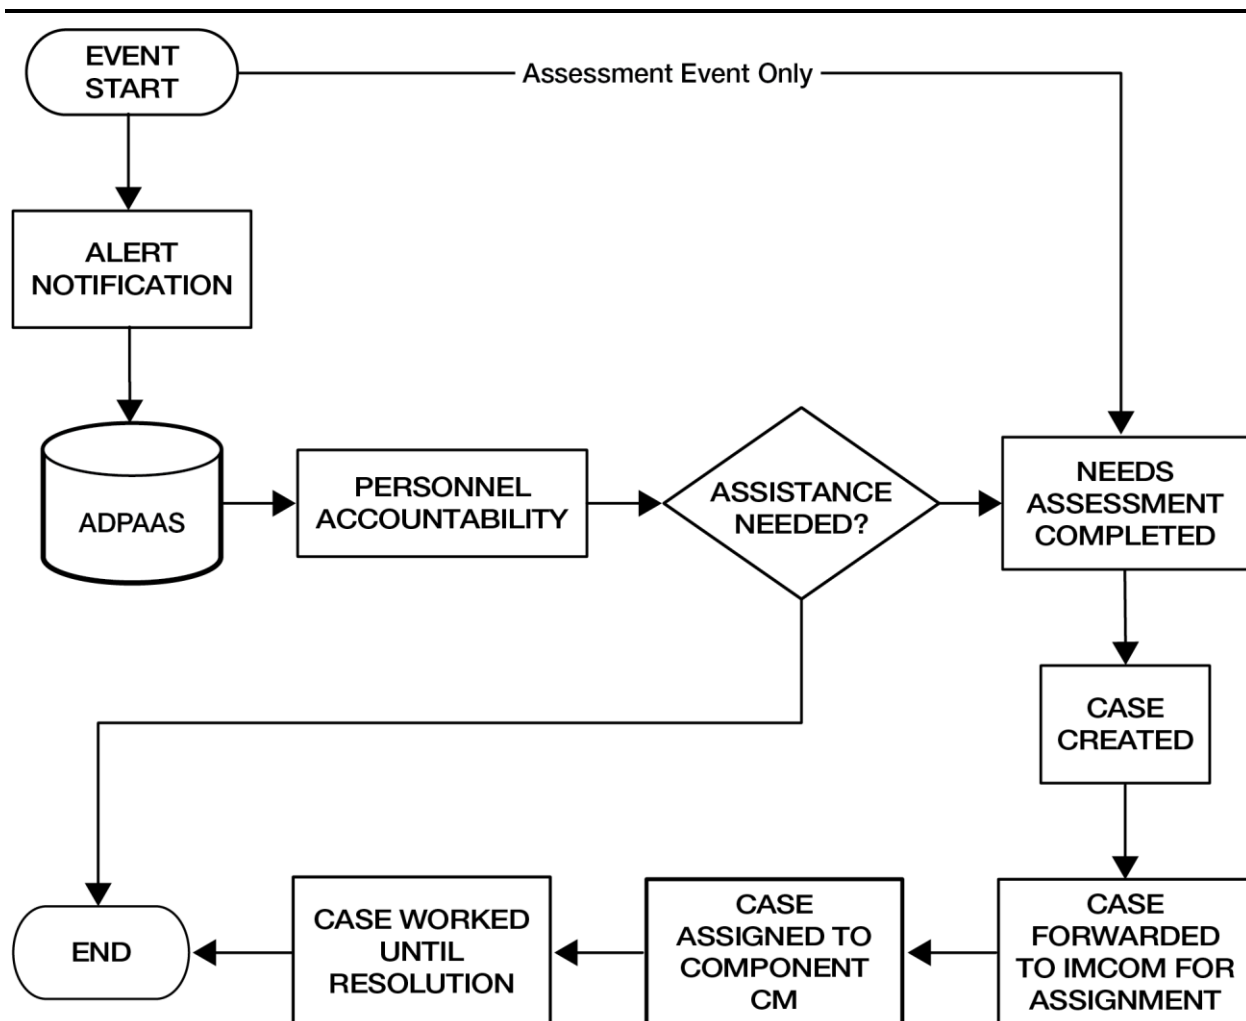 EVENT
START
Assessment Event Only
ALERT
NOTIFICATION
ADPAAS
PERSONNEL
ACCOUNTABILITY
ASSISTANCE
NEEDED?
NEEDS
ASSESSMENT
COMPLETED
CASE
CREATED
CASE
FORWARDED
TO IMCOM FOR
ASSIGNMENT
CASE
ASSIGNED TO
COMPONENT
CM
CASE WORKED
UNTIL
RESOLUTION
END